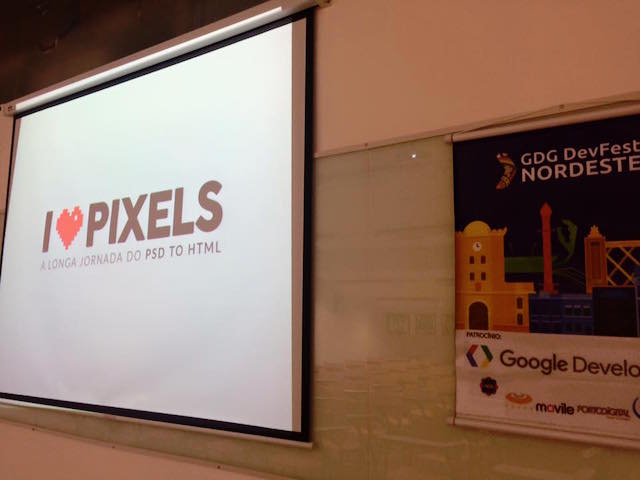 I PIXELS
A LONGA JORNADA DO PSD TO HTML
GDG DevFest
NORDESTE
PATROCÍNIO:
Google Develo
movile
PORTODIGITAL